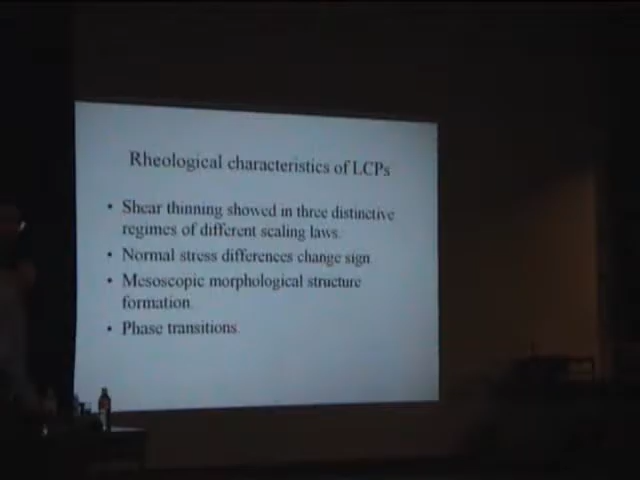 Rheological characteristics of LCPs
• Shear thinning showed in three distinctive
regimes of different scaling laws.
• Normal stress differences change sign
• Mesoscopic morphological structure
formation.
• Phase transitions.